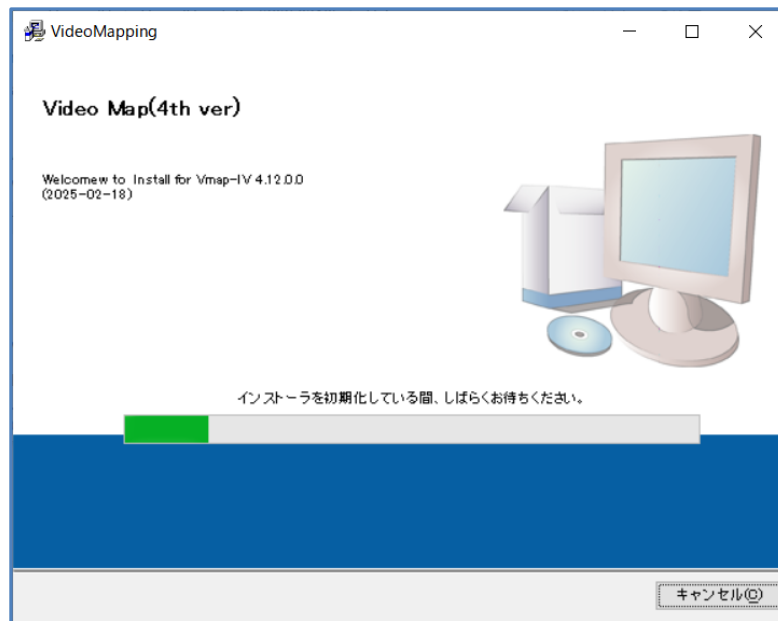 VideoMapping
Video Map(4th ver)
Welcomew to Install for Vmap-IV 4.12.0.0
(2025-02-18)
インストーラを初期化している間、しばらくお待ちください。
キャンセル(C)